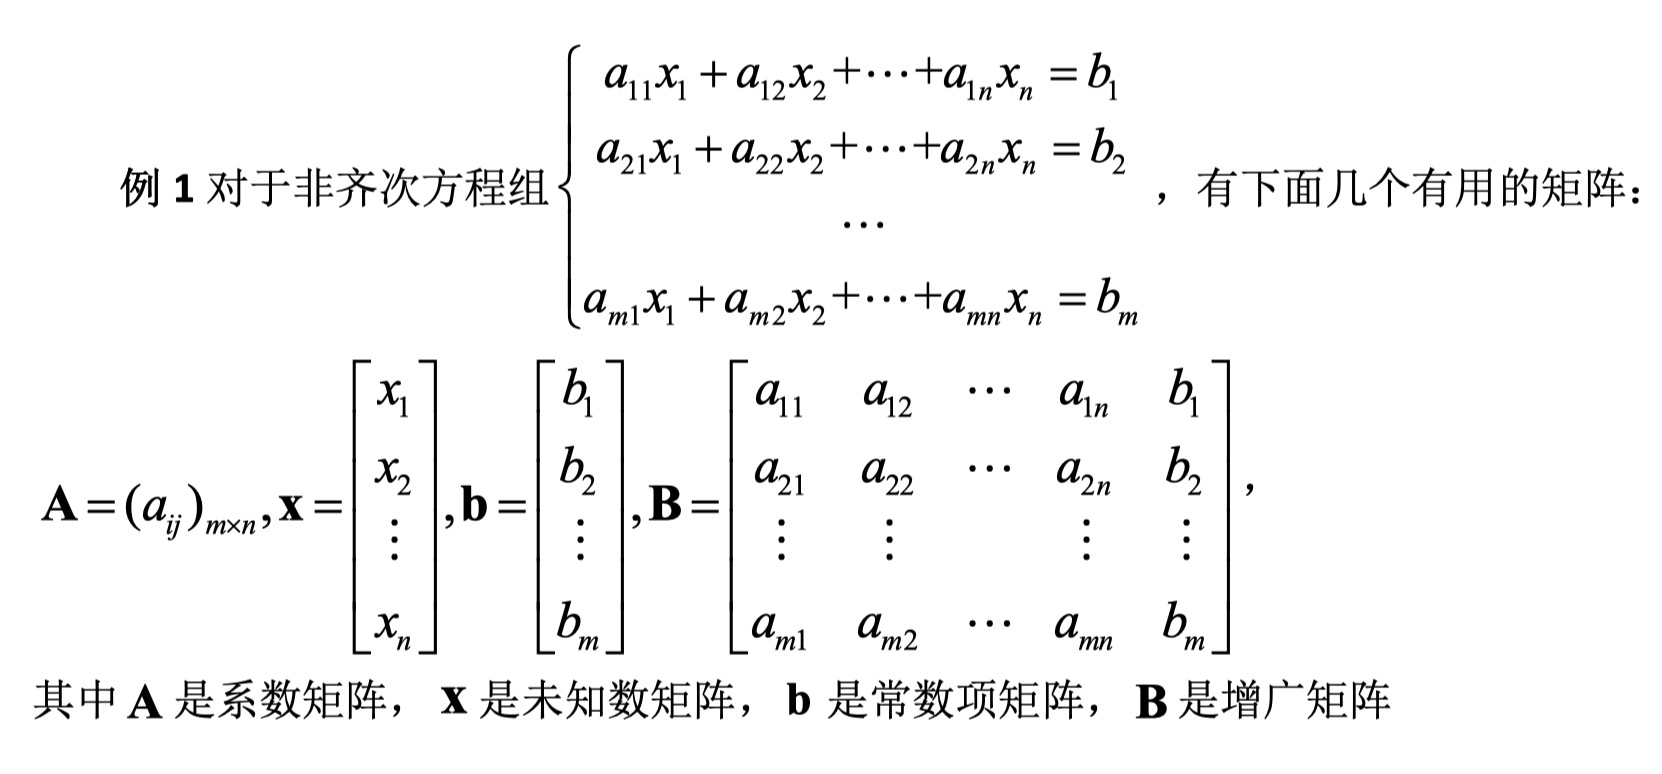 例 1 对于非齐次方程组 $\begin{cases} a_{11}x_1+a_{12}x_2+\cdots+a_{1n}x_n=b_1 \\ a_{21}x_1+a_{22}x_2+\cdots+a_{2n}x_n=b_2 \\ \cdots \\ a_{m1}x_1+a_{m2}x_2+\cdots+a_{mn}x_n=b_m \end{cases}$ ，有下面几个有用的矩阵：
$\mathbf{A}=(a_{ij})_{m\times n},\mathbf{x}=\begin{bmatrix} x_1 \\ x_2 \\ \vdots \\ x_n \end{bmatrix},\mathbf{b}=\begin{bmatrix} b_1 \\ b_2 \\ \vdots \\ b_m \end{bmatrix},\mathbf{B}=\begin{bmatrix} a_{11} & a_{12} & \cdots & a_{1n} & b_1 \\ a_{21} & a_{22} & \cdots & a_{2n} & b_2 \\ \vdots & \vdots & & \vdots & \vdots \\ a_{m1} & a_{m2} & \cdots & a_{mn} & b_m \end{bmatrix}$，
其中 A 是系数矩阵， x 是未知数矩阵， b 是常数项矩阵， B 是增广矩阵